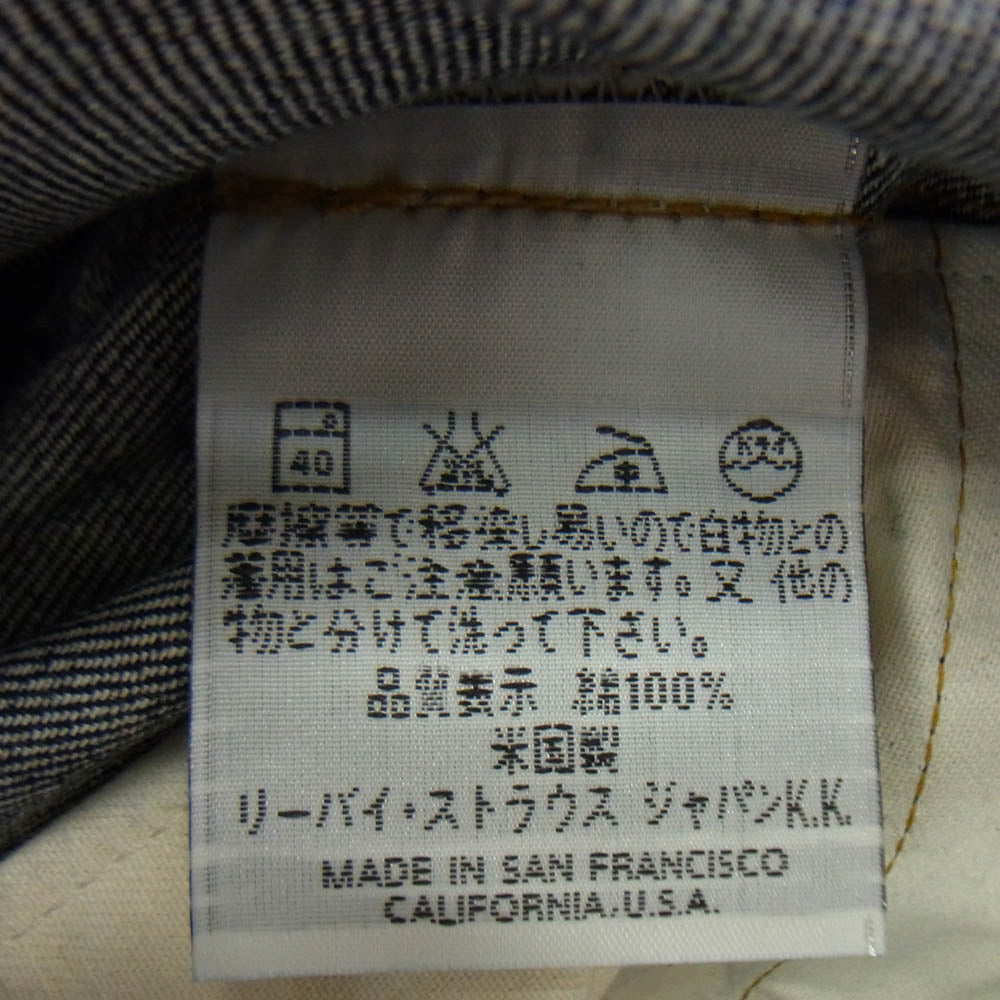 40
摩擦等で移染し易いので白物との
着用はご注意願います。又 他の
物と分けて洗って下さい。
品質表示 綿100%
米国製
リーバイ・ストラウス ジャパンK.K.
MADE IN SAN FRANCISCO
CALIFORNIA, U.S.A.